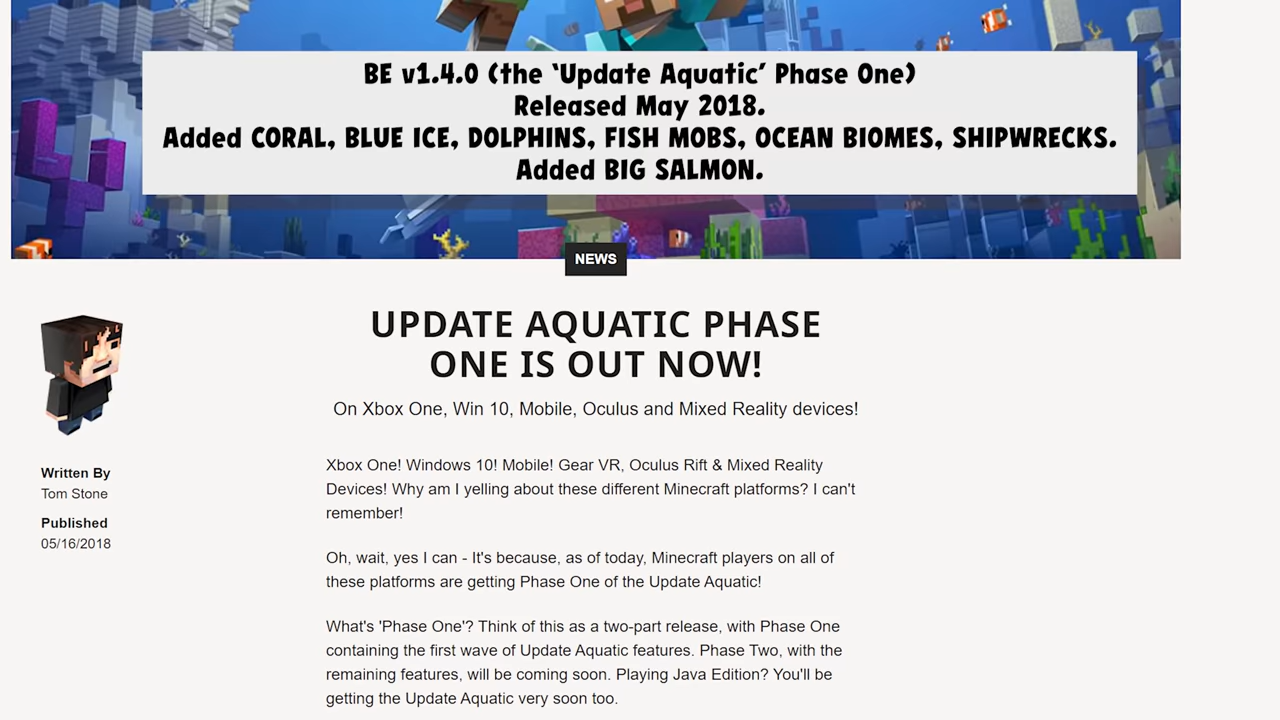 BE v1.4.0 (the ‘Update Aquatic’ Phase One)
Released May 2018.
Added CORAL, BLUE ICE, DOLPHINS, FISH MOBS, OCEAN BIOMES, SHIPWRECKS.
Added BIG SALMON.
NEWS
UPDATE AQUATIC PHASE
ONE IS OUT NOW!
On Xbox One, Win 10, Mobile, Oculus and Mixed Reality devices!
Written By
Tom Stone
Published
05/16/2018
Xbox One! Windows 10! Mobile! Gear VR, Oculus Rift & Mixed Reality
Devices! Why am I yelling about these different Minecraft platforms? I can't
remember!
Oh, wait, yes I can - It's because, as of today, Minecraft players on all of
these platforms are getting Phase One of the Update Aquatic!
What's 'Phase One'? Think of this as a two-part release, with Phase One
containing the first wave of Update Aquatic features. Phase Two, with the
remaining features, will be coming soon. Playing Java Edition? You'll be
getting the Update Aquatic very soon too.